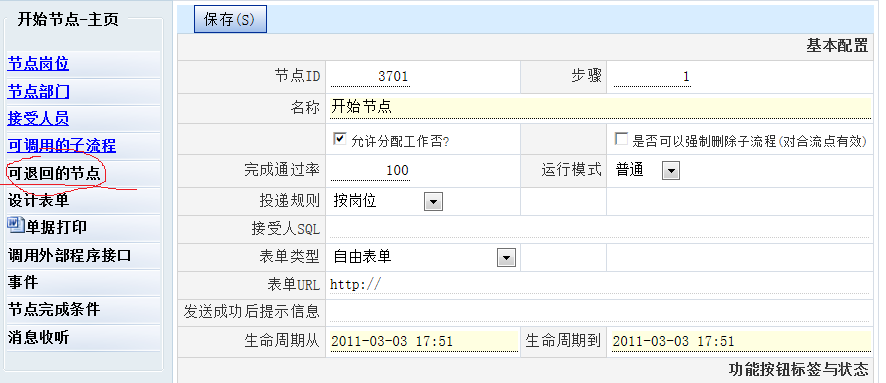 开始节点-主页
节点岗位
节点部门
接受人员
可调用的子流程
可退回的节点
设计表单
单据打印
调用外部程序接口
事件
节点完成条件
消息收听
保存(S)
基本配置
节点ID 3701 步骤 1
名称 开始节点
允许分配工作否? 是否可以强制删除子流程(对合流点有效)
完成通过率 100 运行模式 普通
投递规则 按岗位
接受人SQL
表单类型 自由表单
表单URL http://
发送成功后提示信息
生命周期从 2011-03-03 17:51 生命周期到 2011-03-03 17:51
功能按钮标签与状态